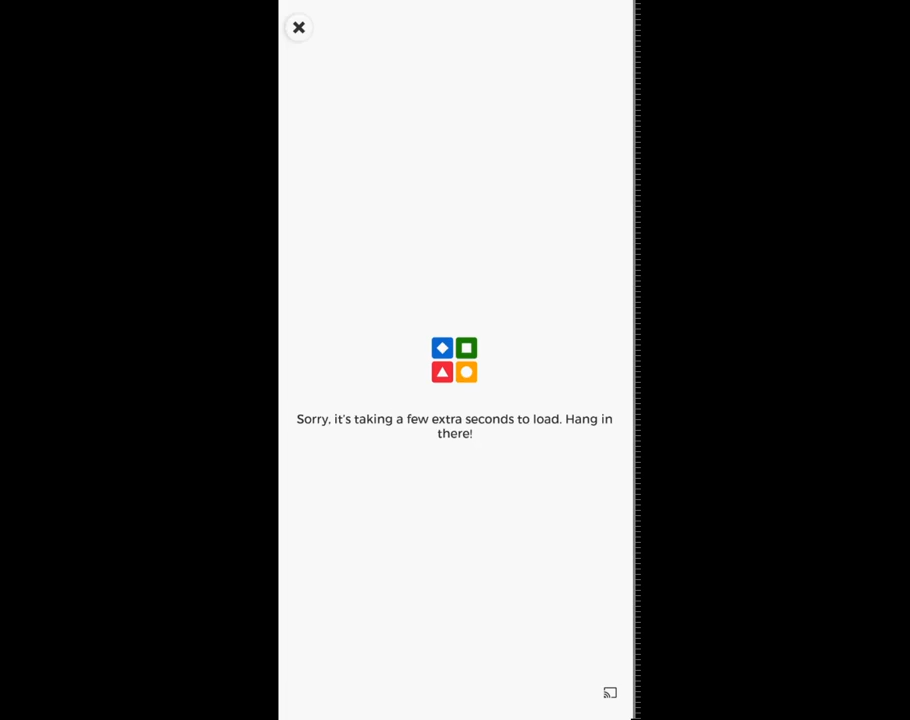 Sorry, it's taking a few extra seconds to load. Hang in
there!